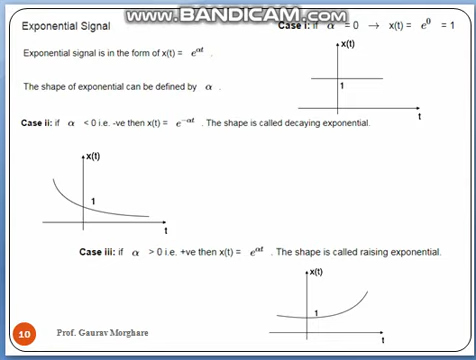 www.BANDICAM.com
Exponential Signal
Case i: if α = 0 → x(t) = e⁰ = 1
Exponential signal is in the form of x(t) = e^αt .
x(t)
The shape of exponential can be defined by α .
1
t
Case ii: if α < 0 i.e. -ve then x(t) = e^−αt . The shape is called decaying exponential.
x(t)
1
t
Case iii: if α > 0 i.e. +ve then x(t) = e^αt . The shape is called raising exponential.
x(t)
1
t
10 Prof. Gaurav Morghare